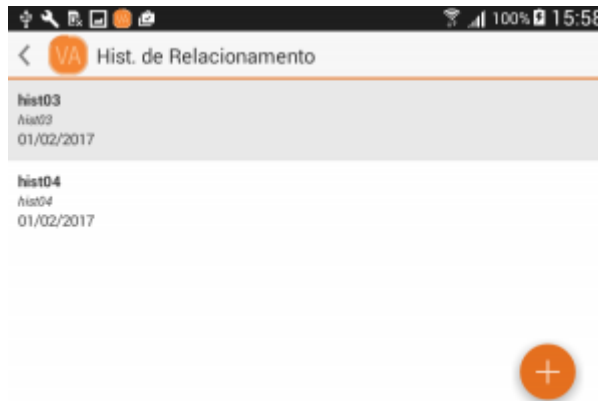 100% 15:58
VA Hist. de Relacionamento
hist03
hist03
01/02/2017
hist04
hist04
01/02/2017